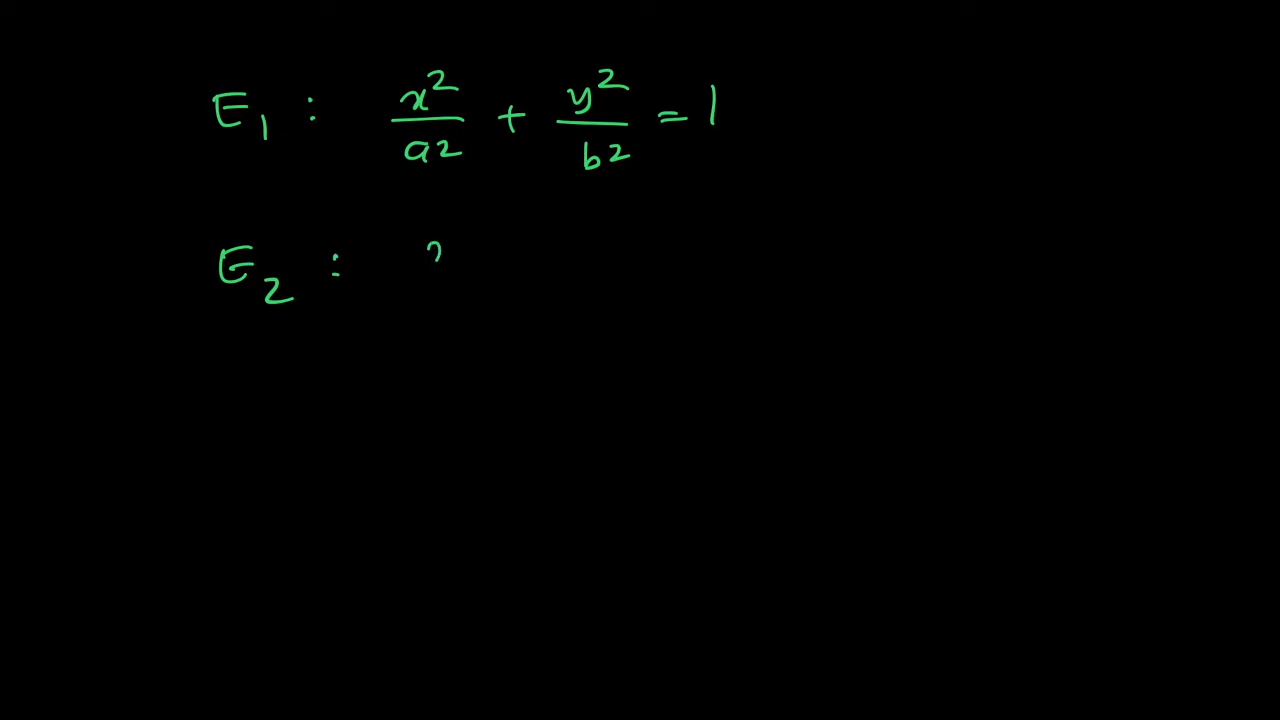 E₁ : x²/a² + y²/b² = 1
E₂ :